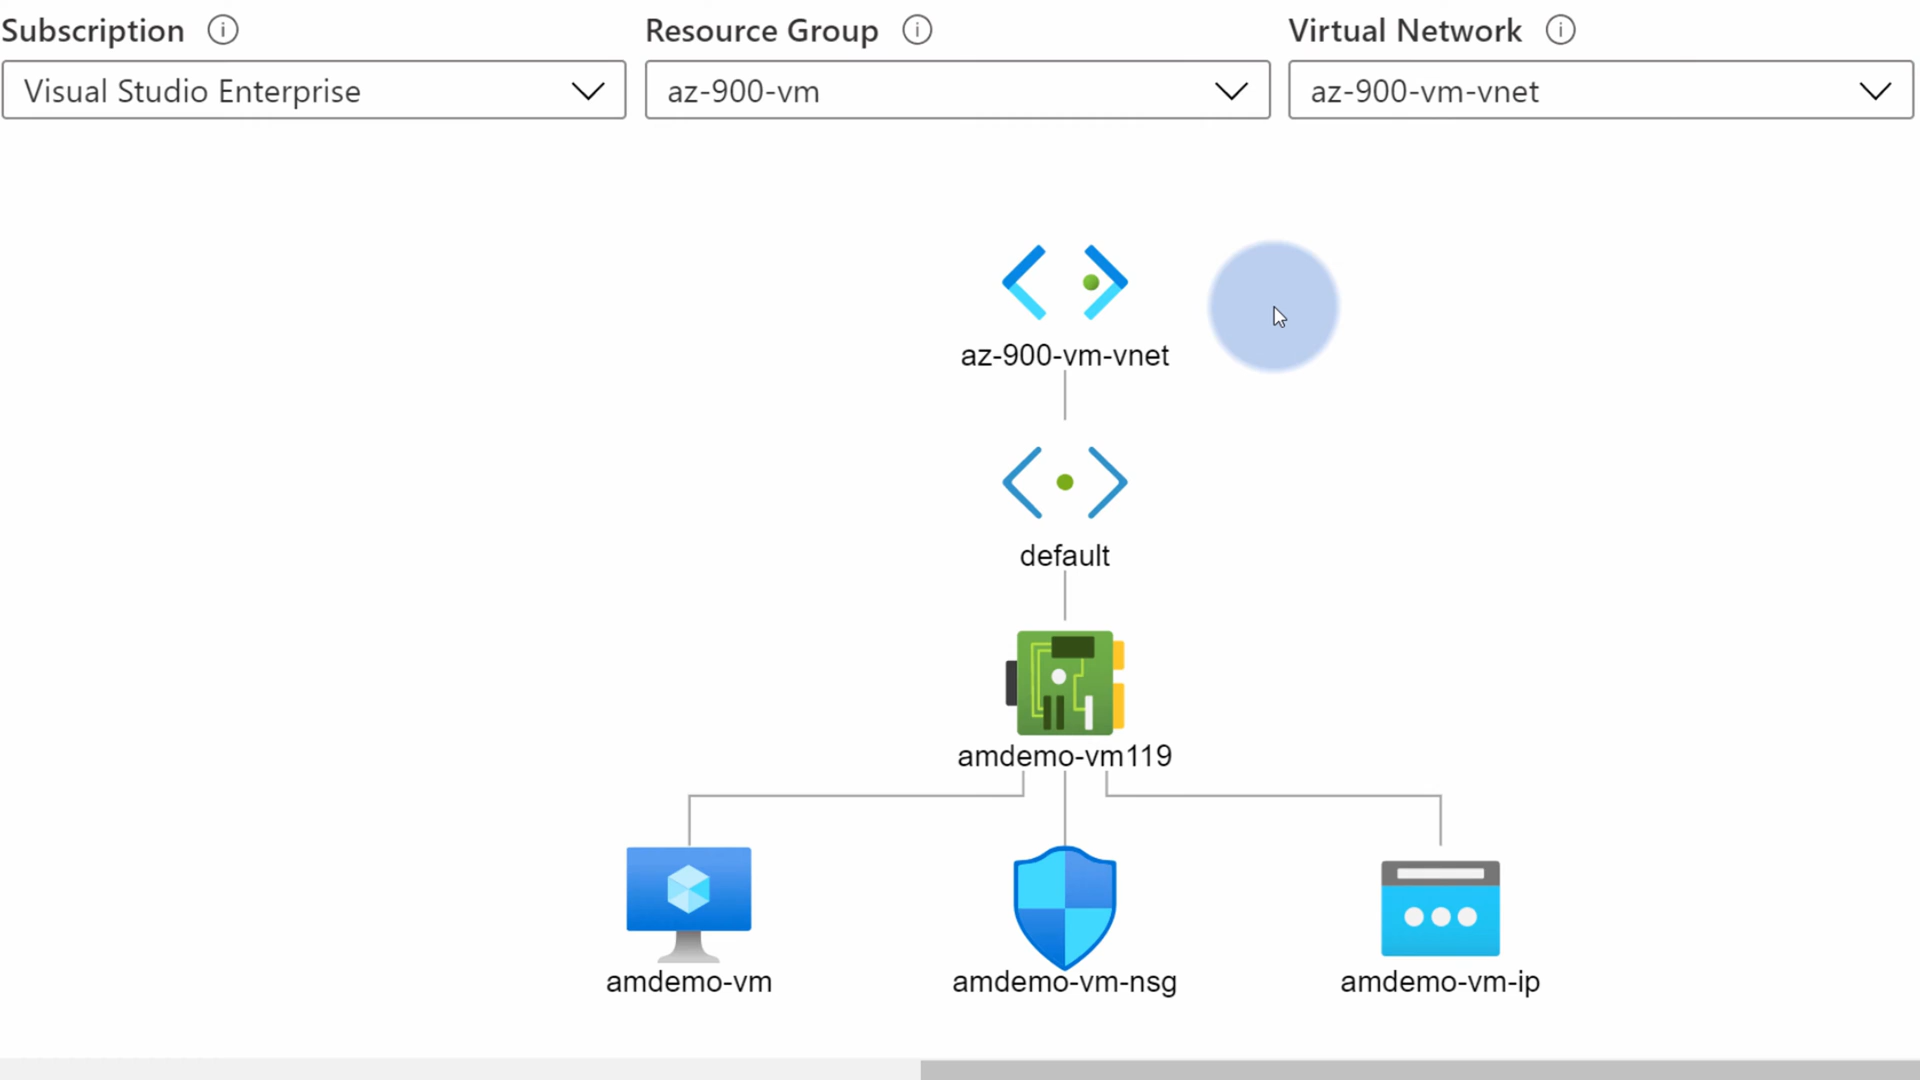 Subscription
Resource Group
Virtual Network
Visual Studio Enterprise
az-900-vm
az-900-vm-vnet
az-900-vm-vnet
default
amdemo-vm119
amdemo-vm
amdemo-vm-nsg
amdemo-vm-ip